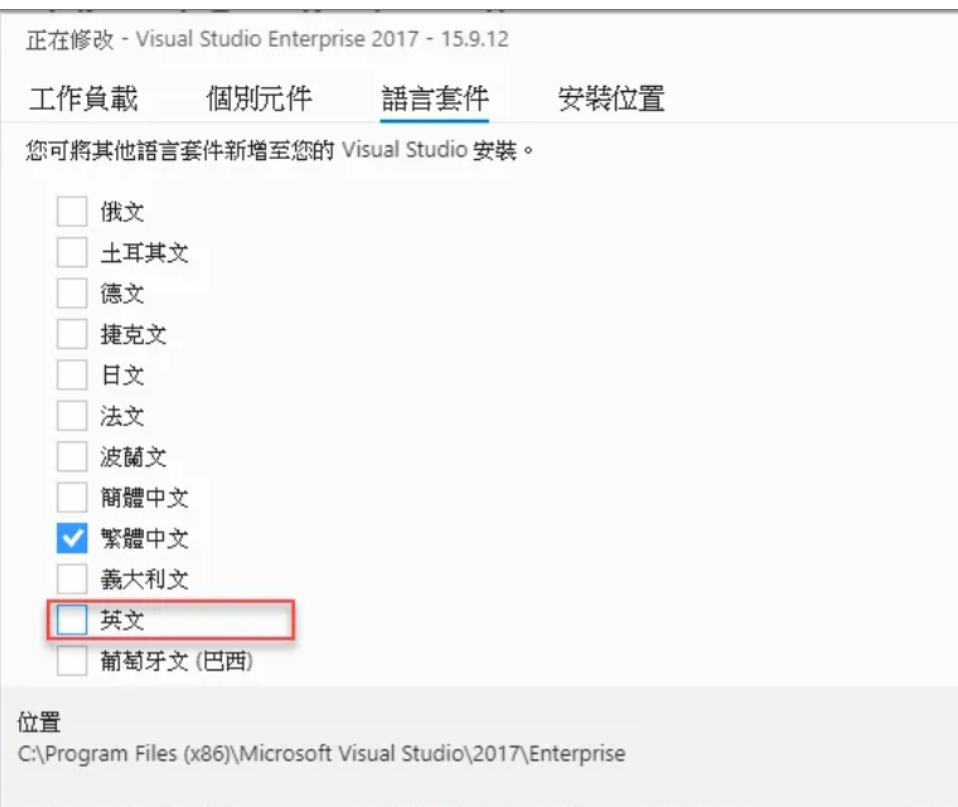 正在修改 - Visual Studio Enterprise 2017 - 15.9.12
工作負載 個別元件 語言套件 安裝位置
您可將其他語言套件新增至您的 Visual Studio 安裝。
俄文
土耳其文
德文
捷克文
日文
法文
波蘭文
簡體中文
繁體中文
義大利文
英文
葡萄牙文 (巴西)
位置
C:\Program Files (x86)\Microsoft Visual Studio\2017\Enterprise